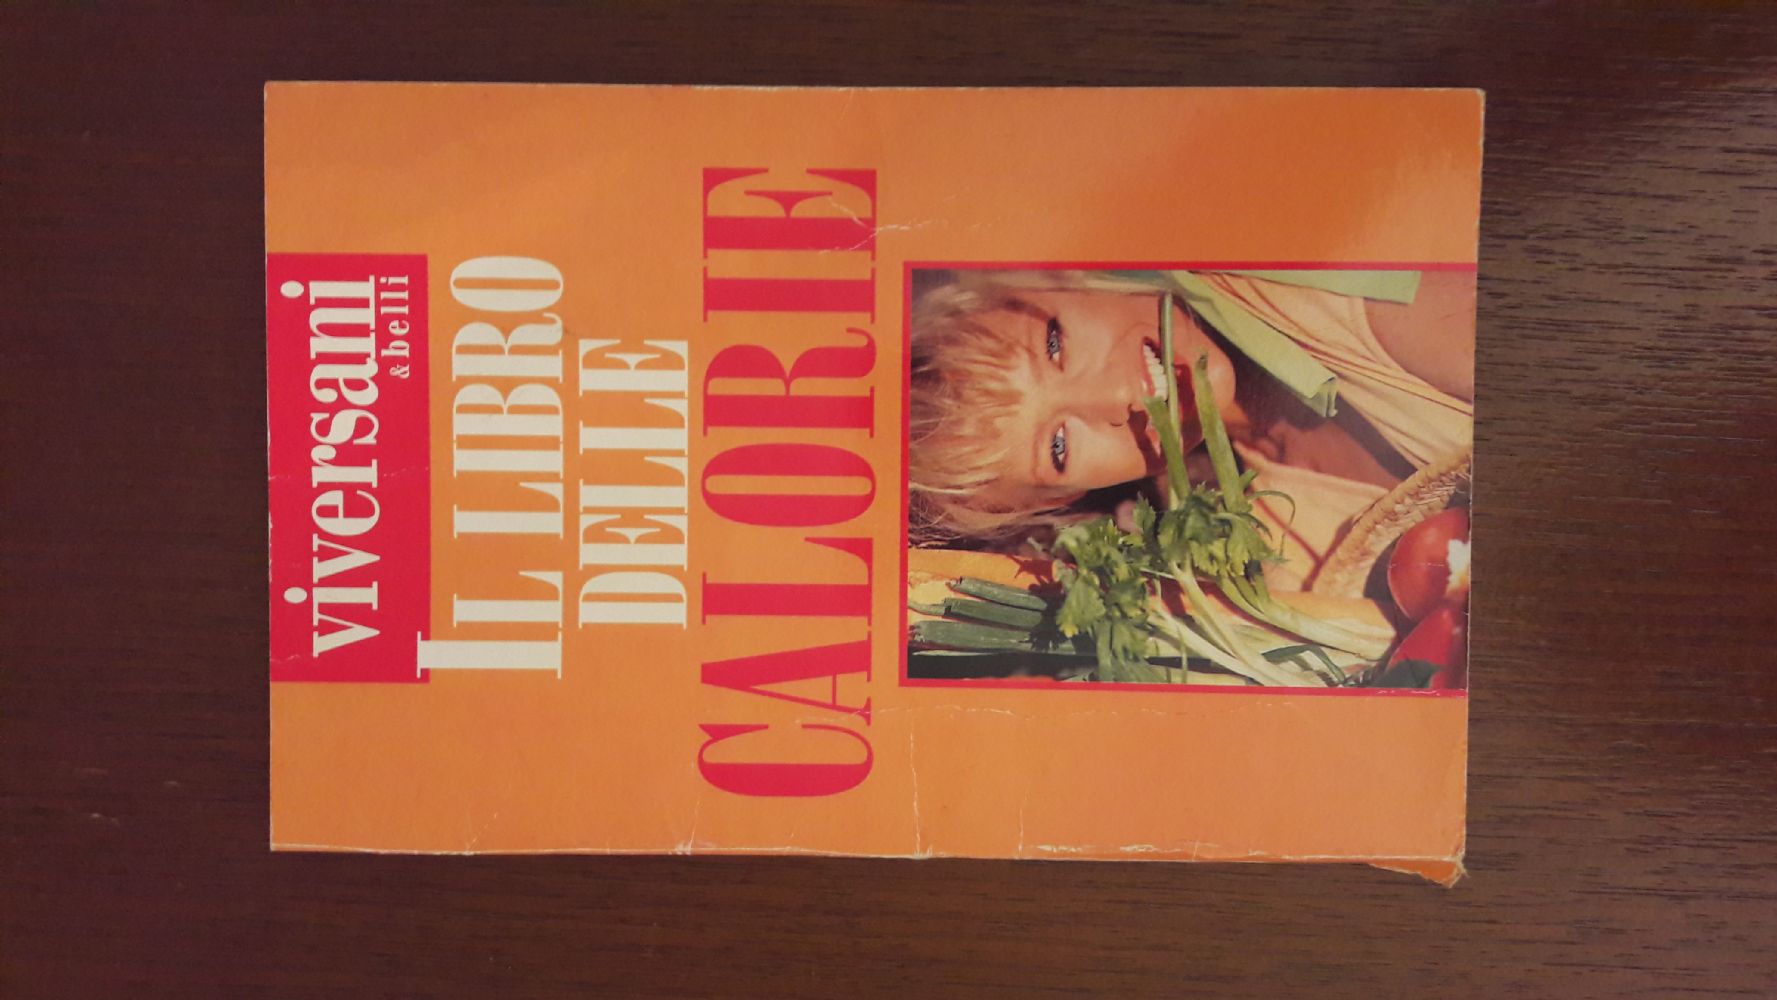 viversani
& belli
IL LIBRO
DELLE
CALORIE